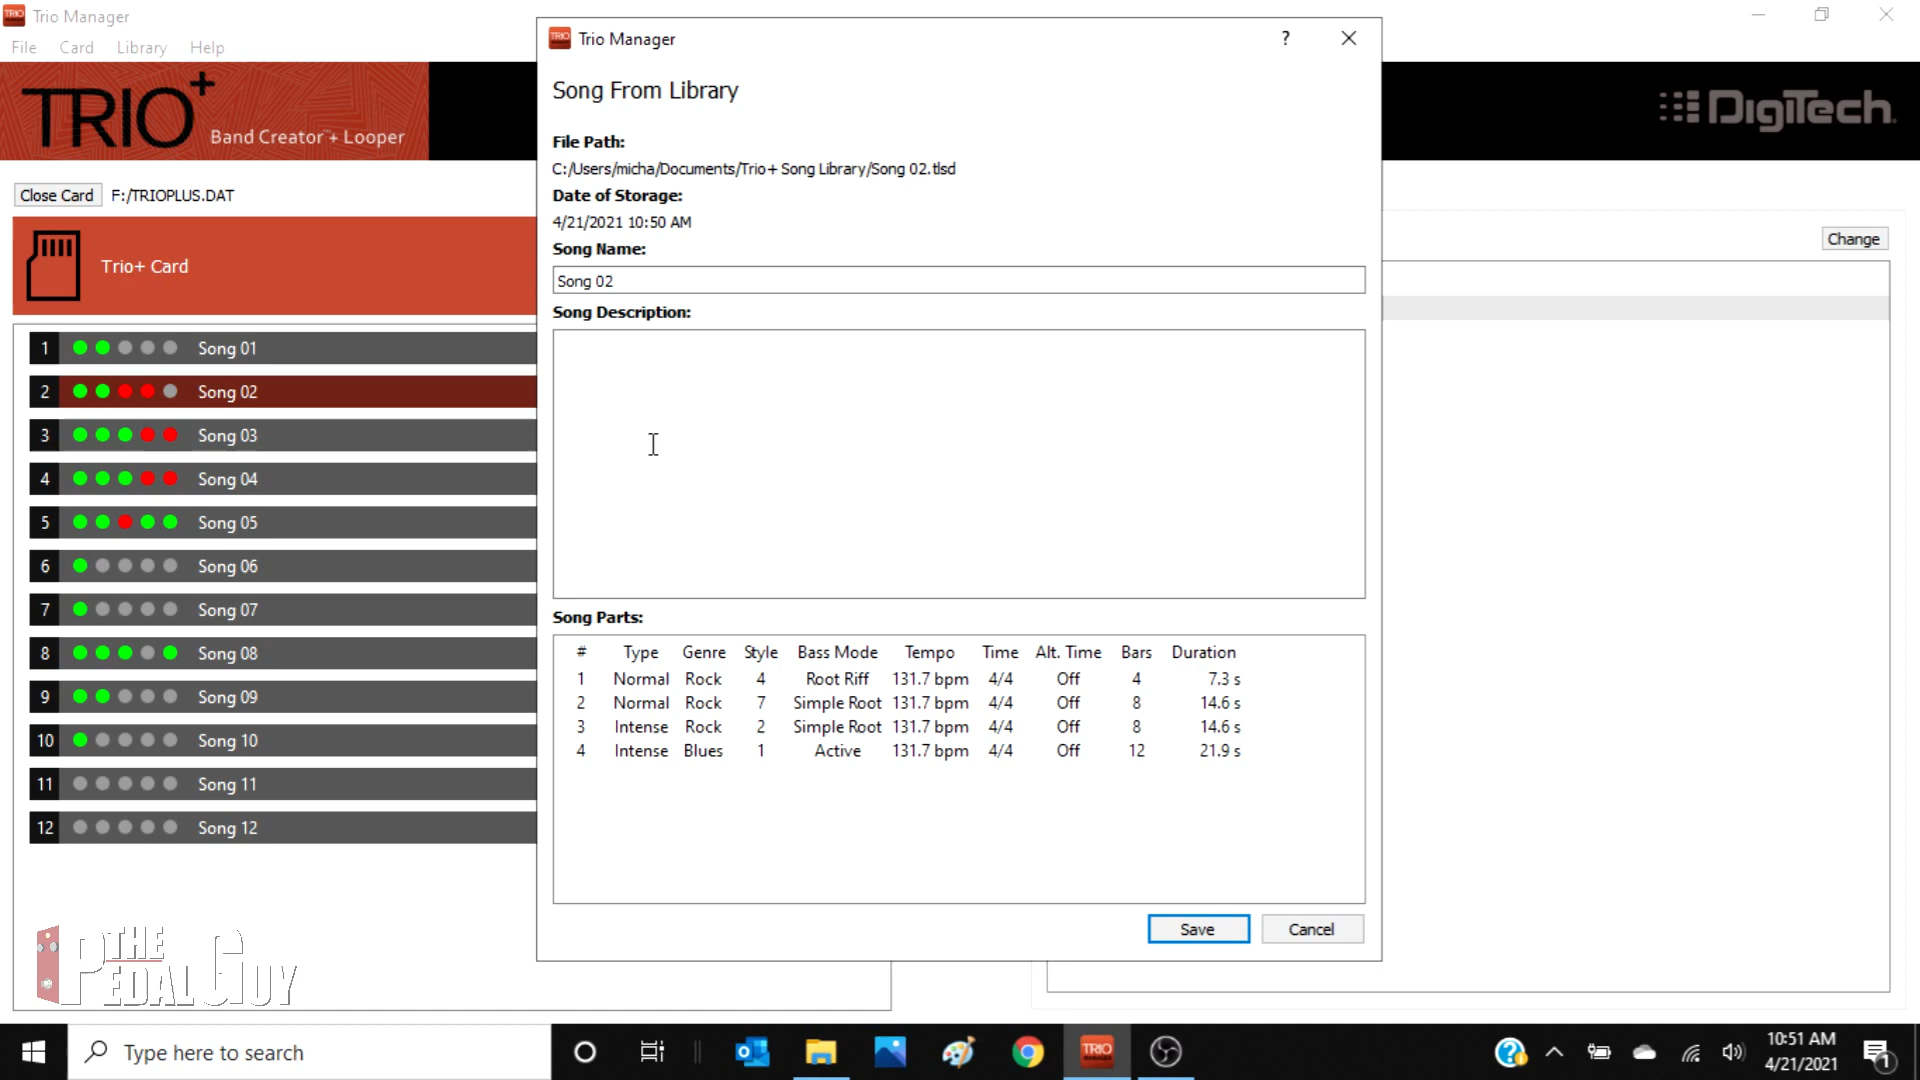 Trio Manager
File Card Library Help
TRIO+ Band Creator™ + Looper
DigiTech.
Close Card F:/TRIOPLUS.DAT
Trio+ Card
1 Song 01
2 Song 02
3 Song 03
4 Song 04
5 Song 05
6 Song 06
7 Song 07
8 Song 08
9 Song 09
10 Song 10
11 Song 11
12 Song 12
Change
TRIO Trio Manager ?
Song From Library
File Path:
C:/Users/micha/Documents/Trio+ Song Library/Song 02.tlsd
Date of Storage:
4/21/2021 10:50 AM
Song Name:
Song 02
Song Description:
Song Parts:
# Type Genre Style Bass Mode Tempo Time Alt. Time Bars Duration
1 Normal Rock 4 Root Riff 131.7 bpm 4/4 Off 4 7.3 s
2 Normal Rock 7 Simple Root 131.7 bpm 4/4 Off 8 14.6 s
3 Intense Rock 2 Simple Root 131.7 bpm 4/4 Off 8 14.6 s
4 Intense Blues 1 Active 131.7 bpm 4/4 Off 12 21.9 s
Save Cancel
THE
PEDAL GUY
Type here to search
TRIO
10:51 AM
4/21/2021
1